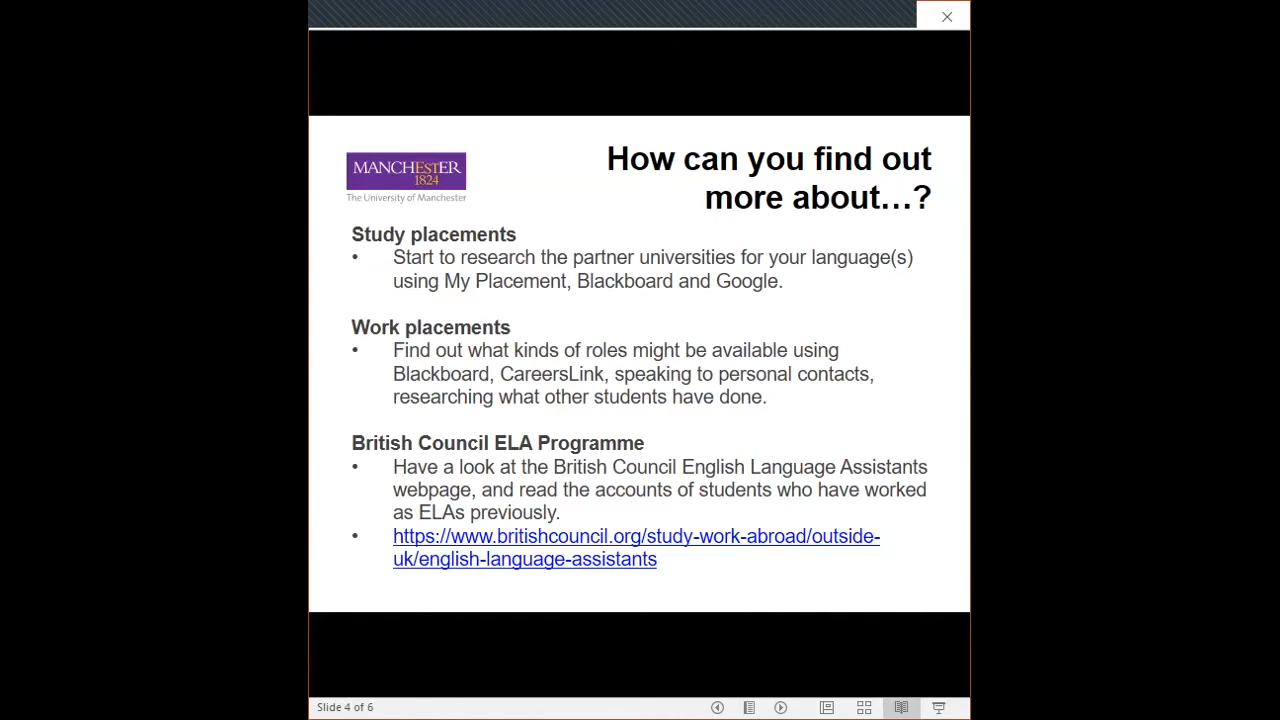 MANCHESTER
1824
The University of Manchester
How can you find out
more about…?
Study placements
• Start to research the partner universities for your language(s)
using My Placement, Blackboard and Google.
Work placements
• Find out what kinds of roles might be available using
Blackboard, CareersLink, speaking to personal contacts,
researching what other students have done.
British Council ELA Programme
• Have a look at the British Council English Language Assistants
webpage, and read the accounts of students who have worked
as ELAs previously.
• https://www.britishcouncil.org/study-work-abroad/outside-
uk/english-language-assistants
Slide 4 of 6